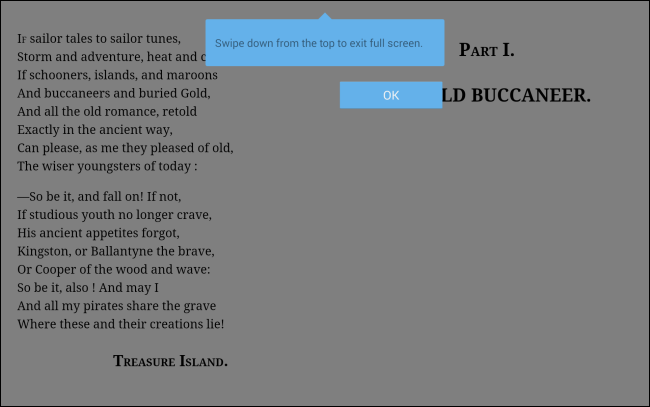 If sailor tales to sailor tunes,
Storm and adventure, heat and
If schooners, islands, and maroons
And buccaneers and buried Gold,
And all the old romance, retold
Exactly in the ancient way,
Can please, as me they pleased of old,
The wiser youngsters of today :
—So be it, and fall on! If not,
If studious youth no longer crave,
His ancient appetites forgot,
Kingston, or Ballantyne the brave,
Or Cooper of the wood and wave:
So be it, also ! And may I
And all my pirates share the grave
Where these and their creations lie!
Treasure Island.
Swipe down from the top to exit full screen.
OK
Part I.
LD BUCCANEER.